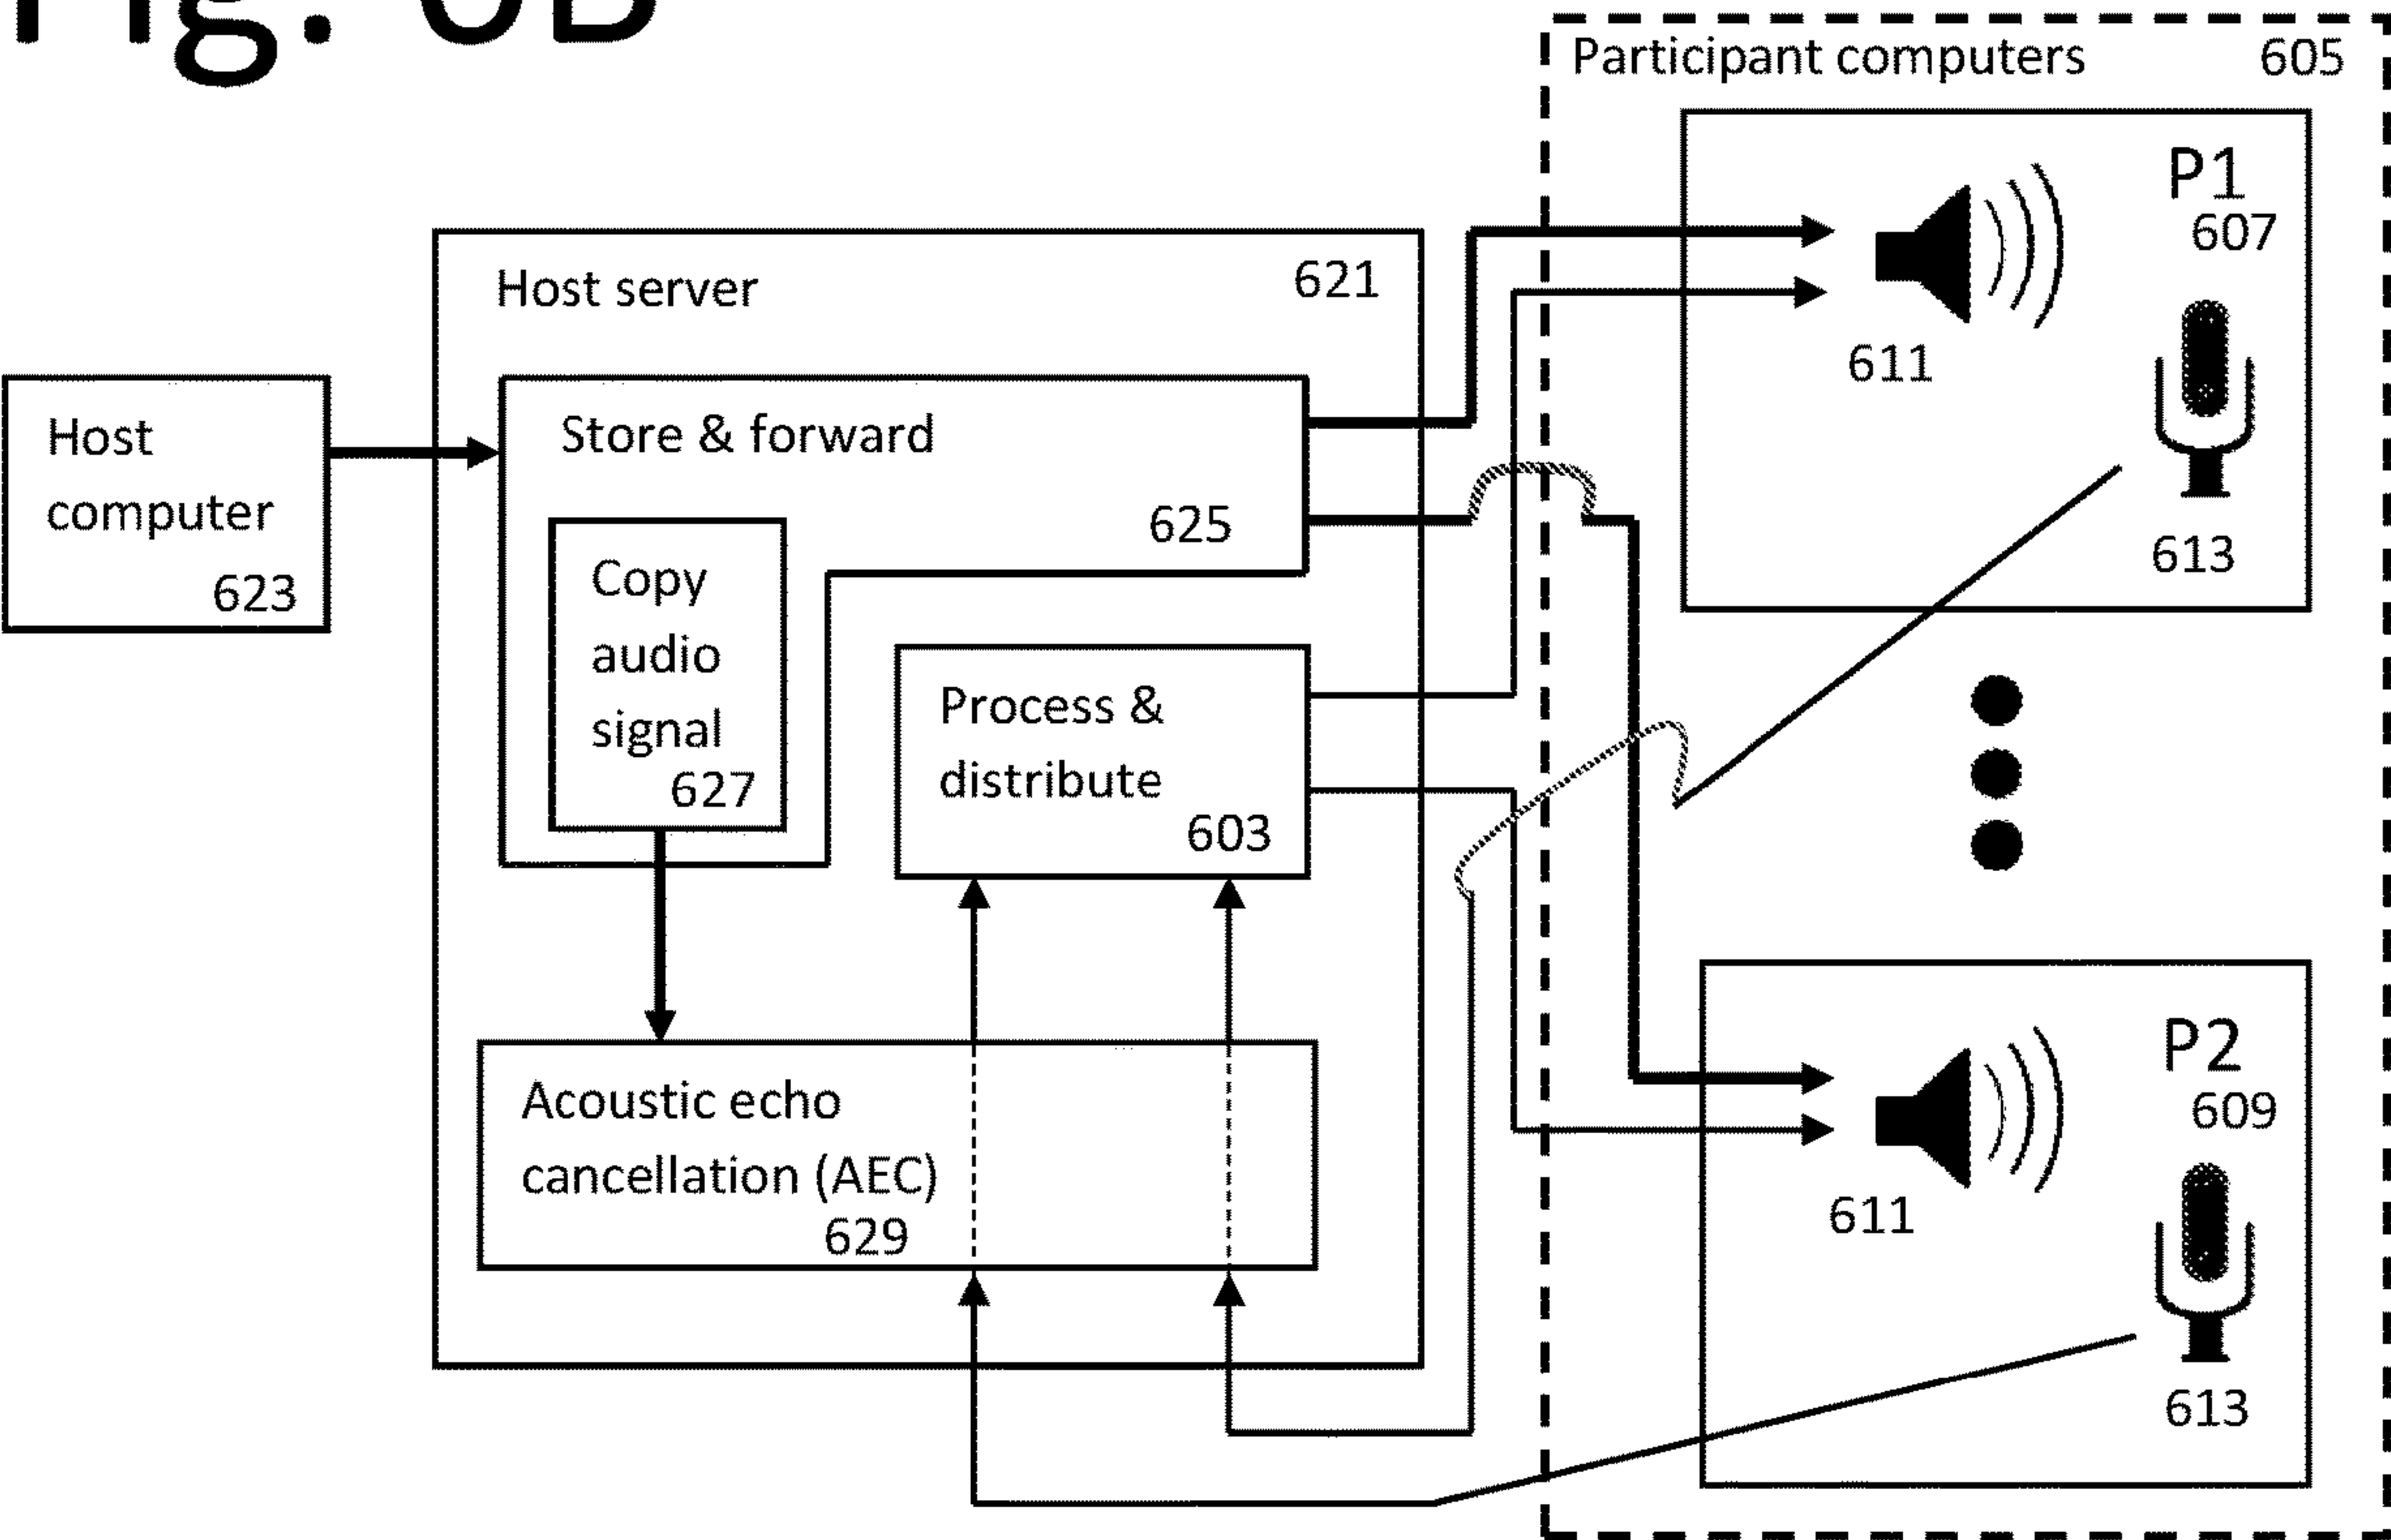 Fig. 6B
Participant computers 605
P1
607
611
613
Host server 621
Host
computer
623
Store & forward
625
Copy
audio
signal
627
Process &
distribute
603
Acoustic echo
cancellation (AEC)
629
P2
609
611
613